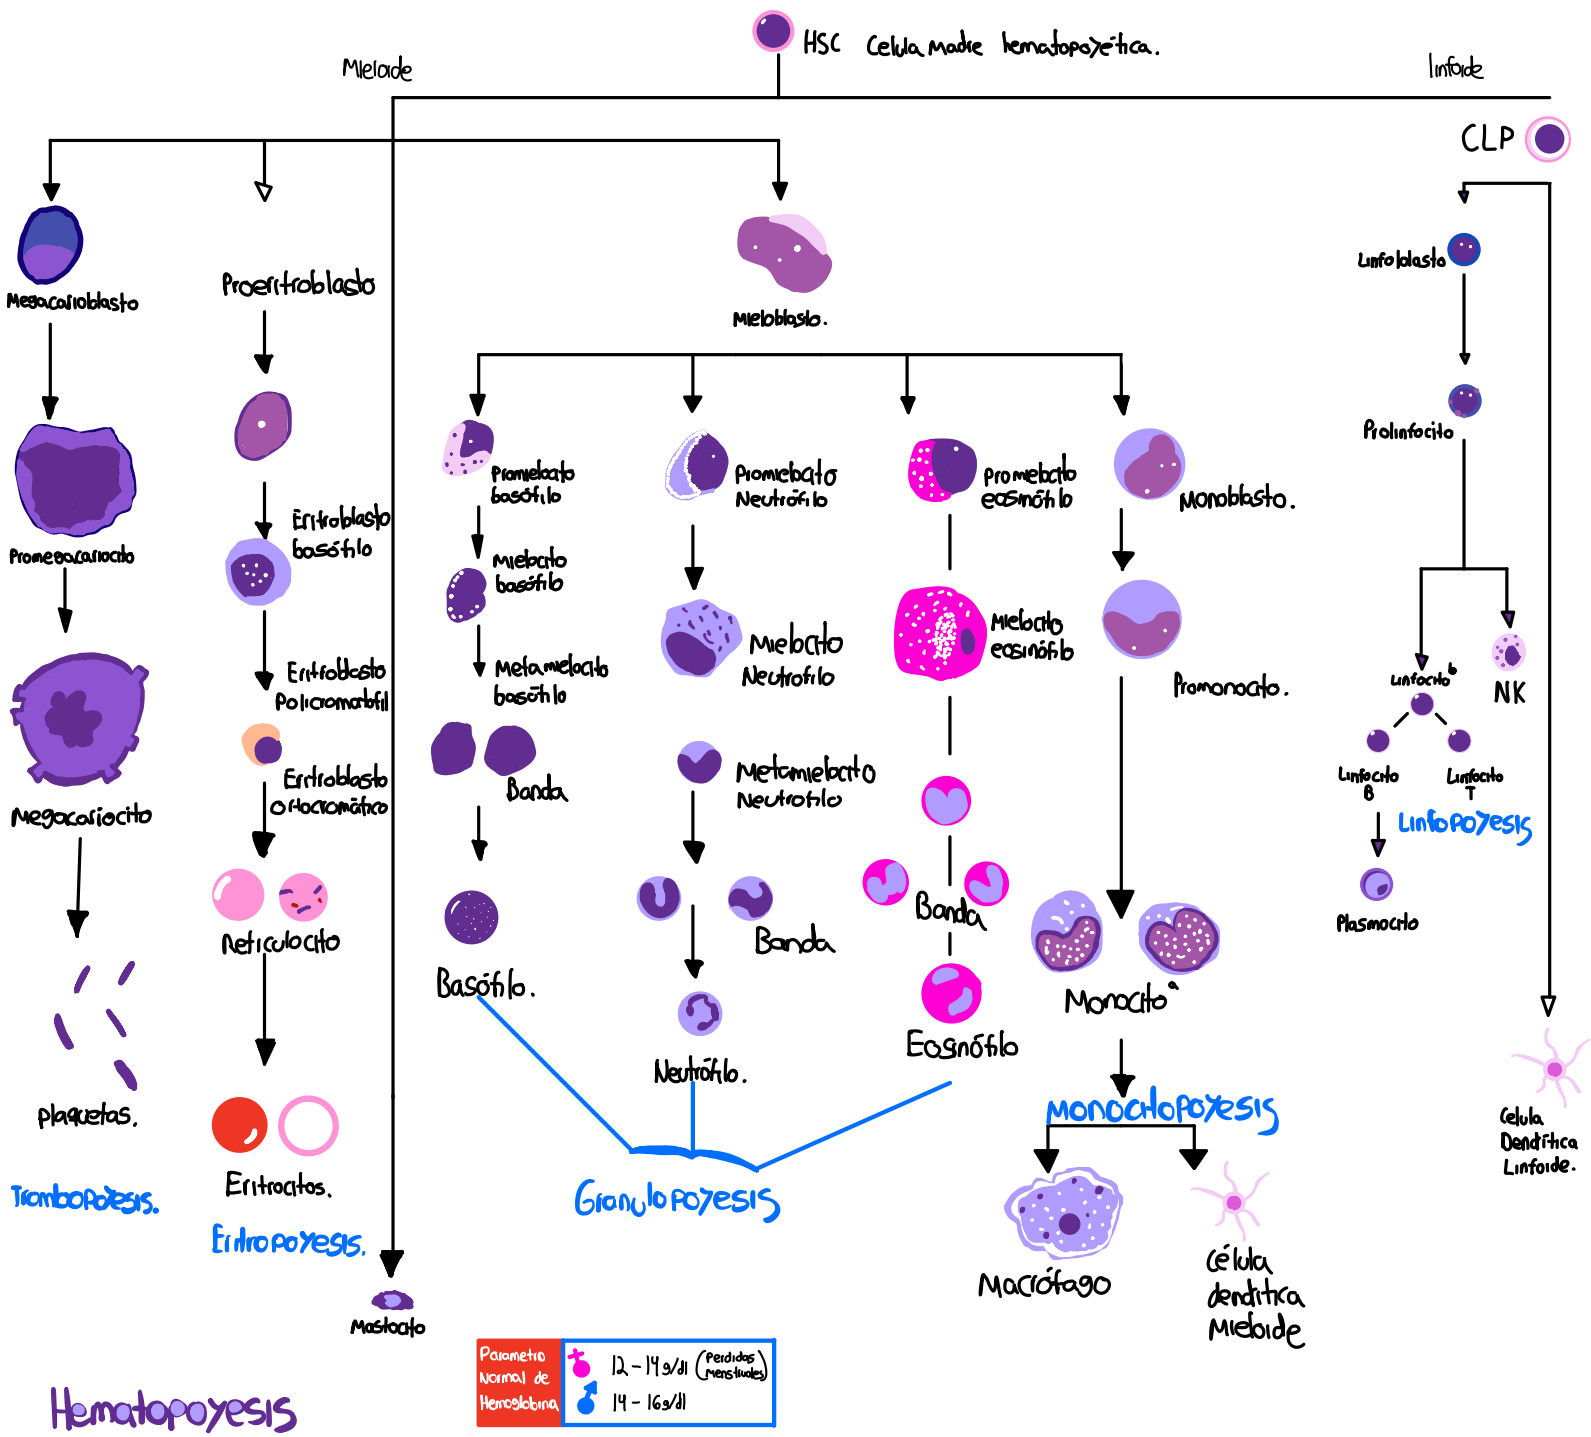 HSC Celula Madre hematopoyética.
Mieloide
linfoide
CLP
Megacarioblasto
Promegacariocito
Megacariocito
plaquetas.
Trombopoyesis.
Proeritroblasto
Eritroblasto
basófilo
Eritroblasto
Policromatófil
Eritroblasto
Ortocromático
Reticulocito
Eritrocitos.
Eritropoyesis.
Mastocito
Mieloblasto.
Promielocito
basófilo
Mielocito
basófilo
Metamielocito
basófilo
Banda
Basófilo.
Promielocito
Neutrófilo
Mielocito
Neutrofilo
Metamielocito
Neutrofilo
Banda
Neutrófilo.
Promielocito
eosinófilo
Mielocito
eosinófilo
Banda
Eosinófilo
Granulopoyesis
Monoblasto.
Promonocito.
Monocito
Monocitopoyesis
Macrófago
Célula
dendrítica
Mieloide
Linfoblasto
Prolinfocito
Linfocito
NK
Linfocito
B
Linfocito
T
Linfopoyesis
Plasmocito
Celula
Dendrítica
Linfoide.
Parametro
Normal de
Hemoglobina
12 - 14 g/dl (Perdidas
menstruales)
14 - 16 g/dl
Hematopoyesis